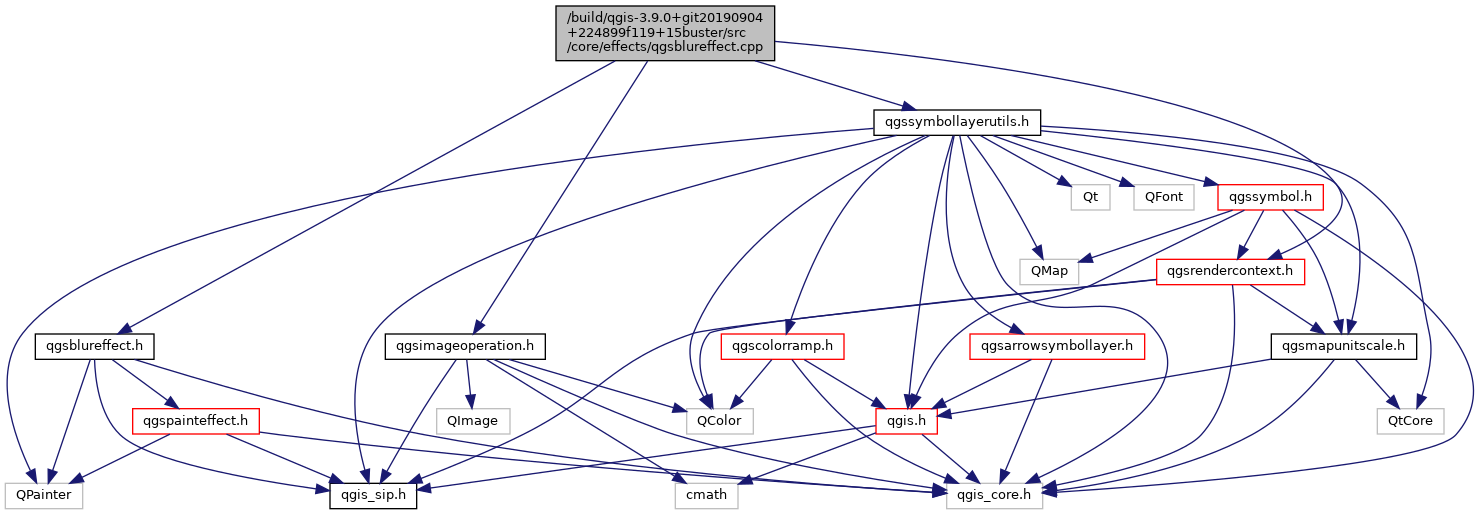 /build/qgis-3.9.0+git20190904
+224899f119+15buster/src
/core/effects/qgsblureffect.cpp
qgssymbollayerutils.h
Qt
QFont
qgssymbol.h
QMap
qgsrendercontext.h
qgsblureffect.h
qgsimageoperation.h
qgscolorramp.h
qgsarrowsymbollayer.h
qgsmapunitscale.h
qgspainteffect.h
QImage
QColor
qgis.h
QtCore
QPainter
qgis_sip.h
cmath
qgis_core.h